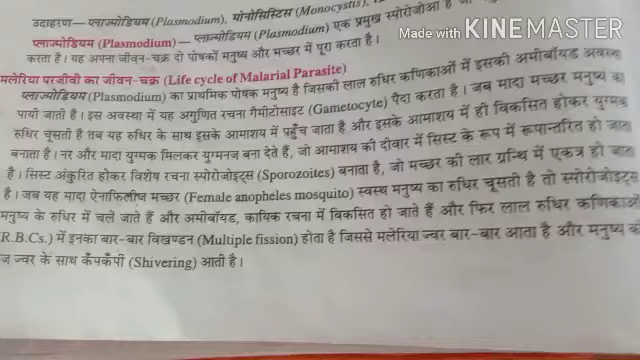 उदाहरण—प्लाज्मोडियम (Plasmodium), मोनोसिस्टिस (Monocystis),
Made with KINEMASTER
प्लाज्मोडियम (Plasmodium) — प्लाज्मोडियम (Plasmodium) एक प्रमुख स्पोरोजोआ है
करता है। यह अपना जीवन-चक्र दो पोषकों मनुष्य और मच्छर में पूरा करता है।
मलेरिया परजीवी का जीवन-चक्र (Life cycle of Malarial Parasite)
प्लाज्मोडियम (Plasmodium) का प्राथमिक पोषक मनुष्य है जिसकी लाल रुधिर कणिकाओं में इसकी अमीबॉयड अवस्था
पायी जाती है। इस अवस्था में यह अगुणित रचना गैमीटोसाइट (Gametocyte) पैदा करता है। जब मादा मच्छर मनुष्य का
रुधिर चूसती है तब यह रुधिर के साथ इसके आमाशय में पहुँच जाता है और इसके आमाशय में ही विकसित होकर युग्मक
बनाता है। नर और मादा युग्मक मिलकर युग्मनज बना देते हैं, जो आमाशय की दीवार में सिस्ट के रूप में रूपान्तरित हो जाता
है। सिस्ट अंकुरित होकर विशेष रचना स्पोरोजोइट्स (Sporozoites) बनाता है, जो मच्छर की लार ग्रन्थि में एकत्र हो जाता
है। जब यह मादा ऐनाफिलीज मच्छर (Female anopheles mosquito) स्वस्थ मनुष्य का रुधिर चूसती है तो स्पोरोजोइट्स
मनुष्य के रुधिर में चले जाते हैं और अमीबॉयड, कायिक रचना में विकसित हो जाते हैं और फिर लाल रुधिर कणिकाओं
R.B.Cs.) में इनका बार-बार विखण्डन (Multiple fission) होता है जिससे मलेरिया ज्वर बार-बार आता है और मनुष्य को
ज ज्वर के साथ कँपकँपी (Shivering) आती है।